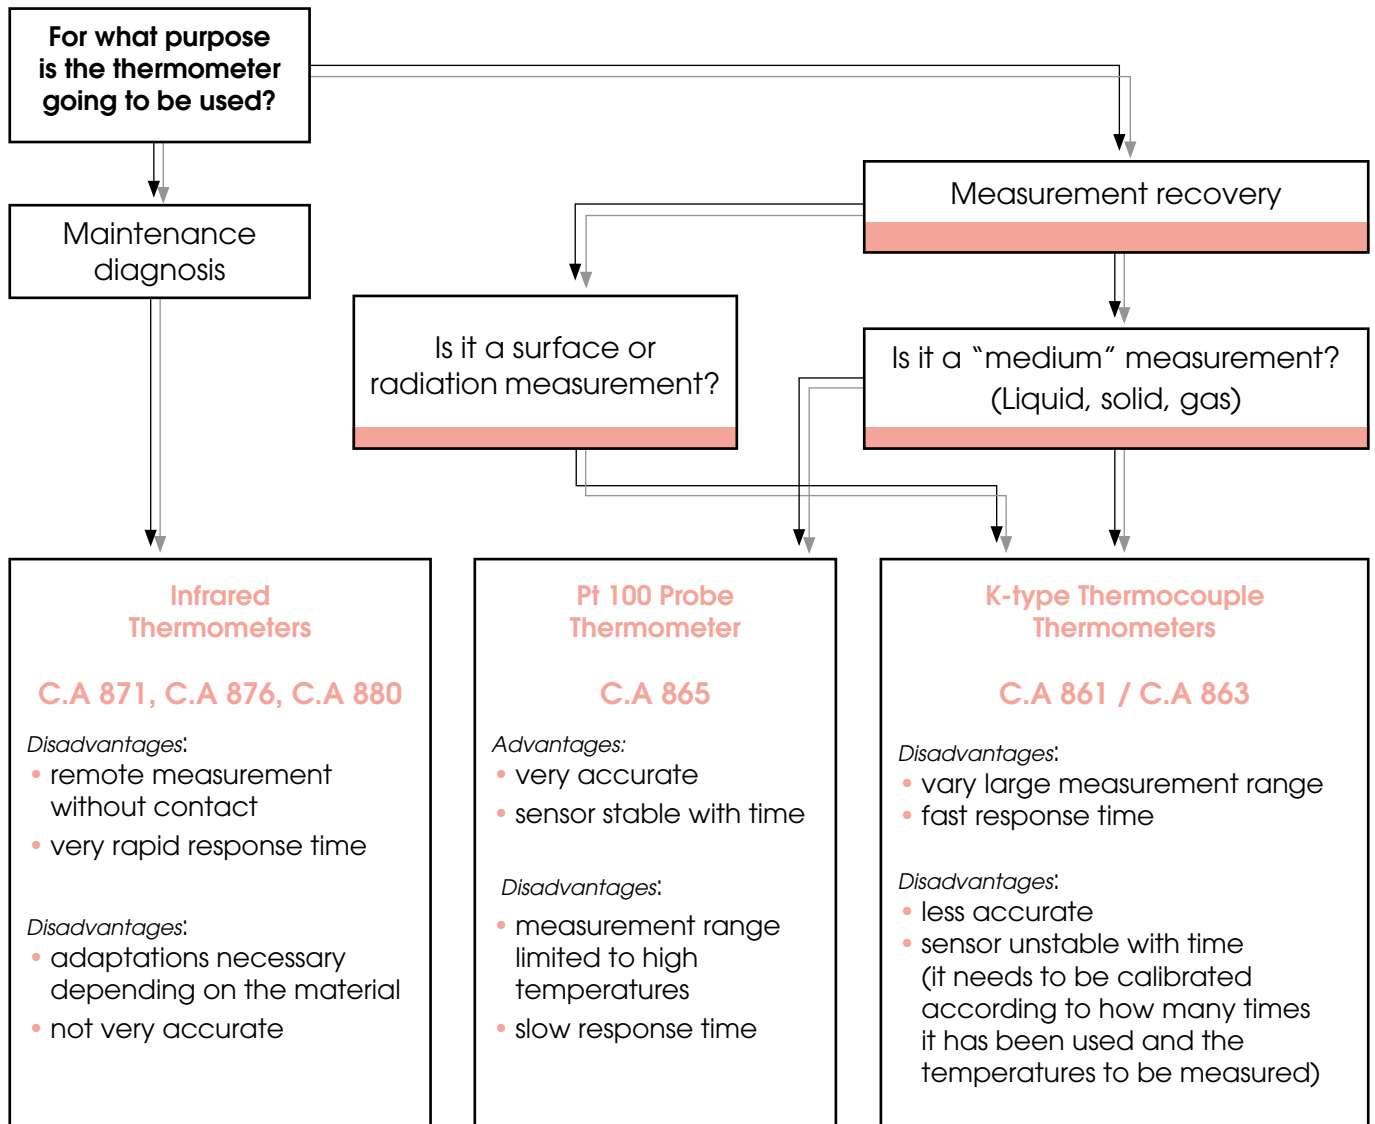 For what purpose
is the thermometer
going to be used?
Measurement recovery
Maintenance
diagnosis
Is it a surface or
radiation measurement?
Is it a “medium” measurement?
(Liquid, solid, gas)
Infrared
Thermometers
C.A 871, C.A 876, C.A 880
Disadvantages:
• remote measurement
without contact
• very rapid response time
Disadvantages:
• adaptations necessary
depending on the material
• not very accurate
Pt 100 Probe
Thermometer
C.A 865
Advantages:
• very accurate
• sensor stable with time
Disadvantages:
• measurement range
limited to high
temperatures
• slow response time
K-type Thermocouple
Thermometers
C.A 861 / C.A 863
Disadvantages:
• vary large measurement range
• fast response time
Disadvantages:
• less accurate
• sensor unstable with time
(it needs to be calibrated
according to how many times
it has been used and the
temperatures to be measured)